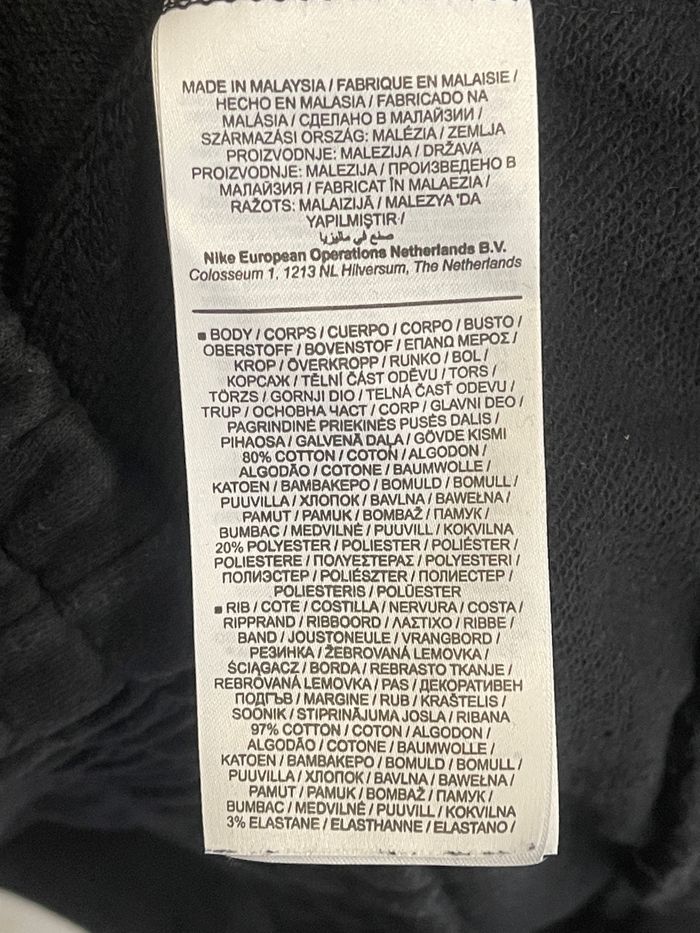 MADE IN MALAYSIA / FABRIQUE EN MALAISIE /
HECHO EN MALASIA / FABRICADO NA
MALÁSIA / СДЕЛАНО В МАЛАЙЗИИ /
SZÁRMAZÁSI ORSZÁG: MALÉZIA / ZEMLJA
PROIZVODNJE: MALEZIJA / DRŽAVA
PROIZVODNJE: MALEZIJA / ПРОИЗВЕДЕНО В
МАЛАЙЗИЯ / FABRICAT ÎN MALAEZIA /
RAŽOTS: MALAIZIJĀ / MALEZYA'DA
YAPILMIŞTIR /
صنع في ماليزيا
Nike European Operations Netherlands B.V.
Colosseum 1, 1213 NL Hilversum, The Netherlands
■ BODY / CORPS / CUERPO / CORPO / BUSTO /
OBERSTOFF / BOVENSTOF / ΕΠΑΝΩ ΜΕΡΟΣ /
KROP / ÖVERKROPP / RUNKO / BOL /
КОРСАЖ / TĚLNÍ ČÁST ODĚVU / TORS /
TÖRZS / GORNJI DIO / TELNÁ ČASŤ ODEVU /
TRUP / ОСНОВНА ЧАСТ / CORP / GLAVNI DEO /
PAGRINDINĖ PRIEKINĖS PUSĖS DALIS /
PIHAOSA / GALVENĀ DAĻA / GÖVDE KISMI
80% COTTON / COTON / ALGODON /
ALGODÃO / COTONE / BAUMWOLLE /
KATOEN / ΒΑΜΒΑΚΕΡΟ / BOMULD / BOMULL /
PUUVILLA / ХЛОПОК / BAVLNA / BAWEŁNA /
PAMUT / PAMUK / BOMBAŽ / ПАМУК /
BUMBAC / MEDVILNĖ / PUUVILL / KOKVILNA
20% POLYESTER / POLIESTER / POLIÉSTER /
POLIESTERE / ΠΟΛΥΕΣΤΕΡΑΣ / POLYESTERI /
ПОЛИЭСТЕР / POLIÉSZTER / ПОЛИЕСТЕР /
POLIESTERIS / POLÜESTER
■ RIB / COTE / COSTILLA / NERVURA / COSTA /
RIPPRAND / RIBBOORD / ΛΑΣΤΙΧΟ / RIBBE /
BAND / JOUSTONEULE / VRANGBORD /
РЕЗИНКА / ŽEBROVANÁ LEMOVKA /
ŚCIĄGACZ / BORDA / REBRASTO TKANJE /
REBROVANÁ LEMOVKA / PAS / ДЕКОРАТИВЕН
ПОДГЪВ / MARGINE / RUB / KRAŠTELIS /
SOONIK / STIPRINĀJUMA JOSLA / RIBANA
97% COTTON / COTON / ALGODON /
ALGODÃO / COTONE / BAUMWOLLE /
KATOEN / ΒΑΜΒΑΚΕΡΟ / BOMULD / BOMULL /
PUUVILLA / ХЛОПОК / BAVLNA / BAWEŁNA /
PAMUT / PAMUK / BOMBAŽ / ПАМУК /
BUMBAC / MEDVILNĖ / PUUVILL / KOKVILNA
3% ELASTANE / ELASTHANNE / ELASTANO /